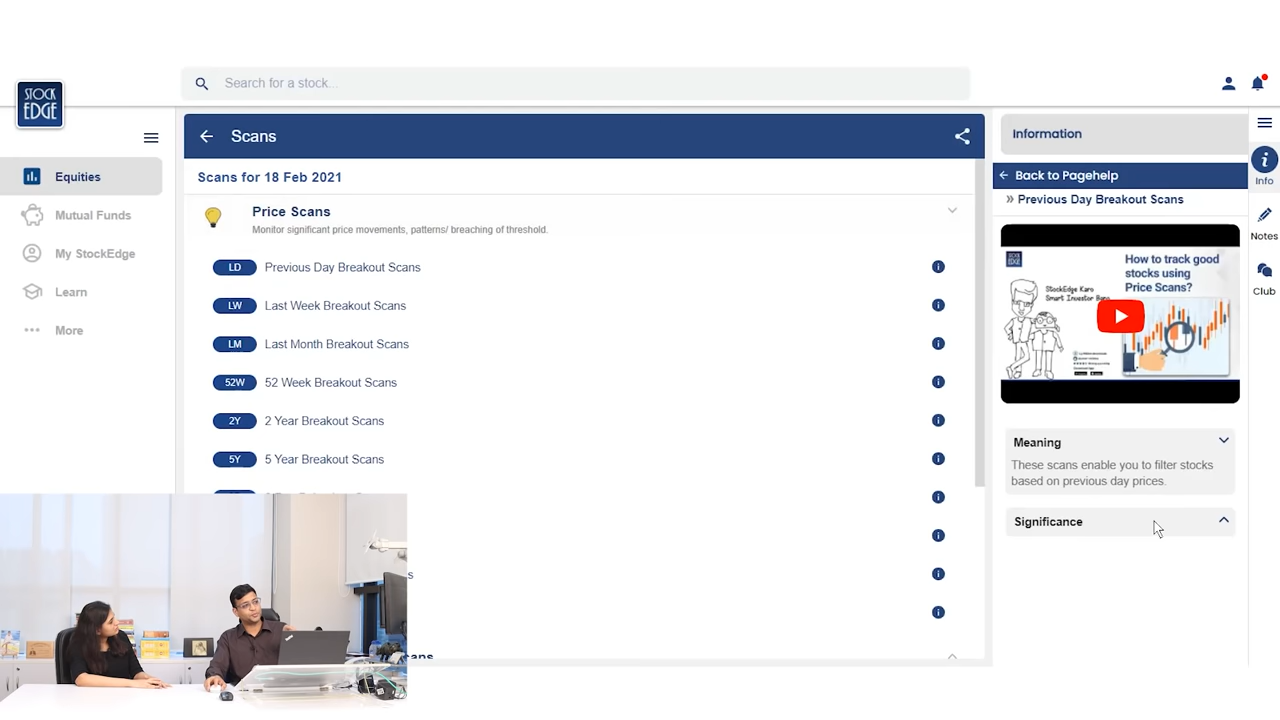 STOCK
EDGE
Search for a stock...
Equities
Mutual Funds
My StockEdge
Learn
More
Scans
Scans for 18 Feb 2021
Price Scans
Monitor significant price movements, patterns/ breaching of threshold.
LD Previous Day Breakout Scans
LW Last Week Breakout Scans
LM Last Month Breakout Scans
52W 52 Week Breakout Scans
2Y 2 Year Breakout Scans
5Y 5 Year Breakout Scans
Information
Back to Pagehelp
» Previous Day Breakout Scans
How to track good
stocks using
Price Scans?
StockEdge Karo
Smart Investor Bano
Meaning
These scans enable you to filter stocks
based on previous day prices.
Significance
Info
Notes
Club